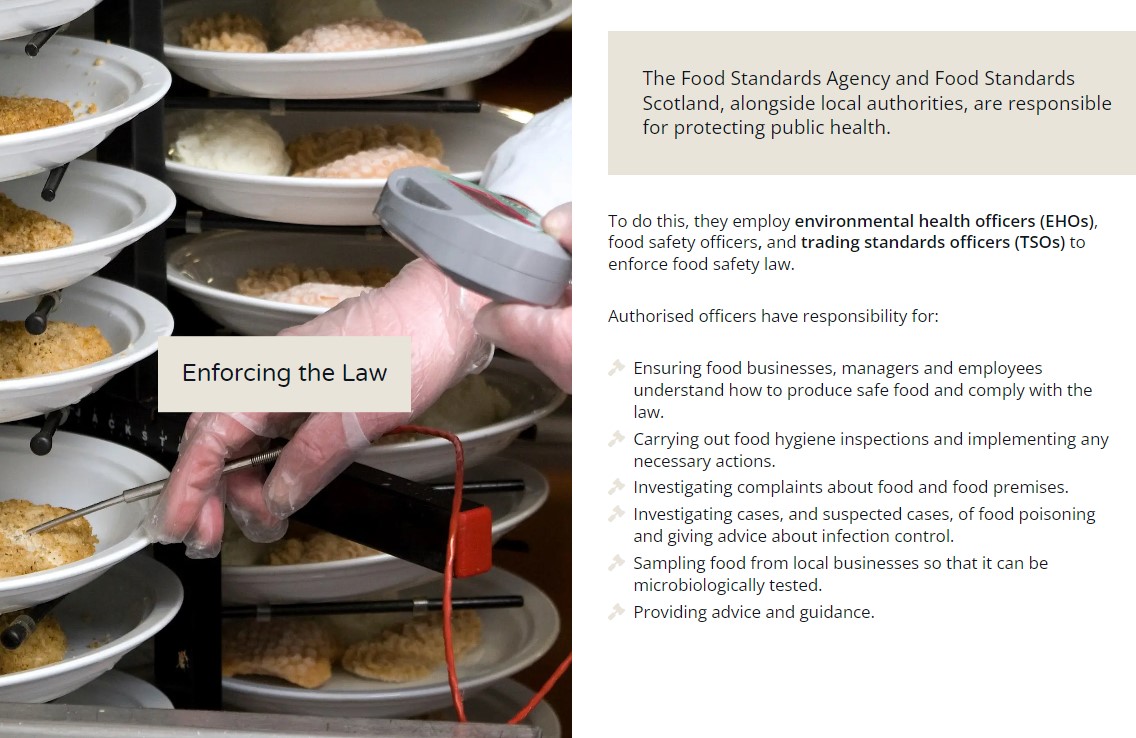 Enforcing the Law
The Food Standards Agency and Food Standards
Scotland, alongside local authorities, are responsible
for protecting public health.
To do this, they employ environmental health officers (EHOs),
food safety officers, and trading standards officers (TSOs) to
enforce food safety law.
Authorised officers have responsibility for:
Ensuring food businesses, managers and employees
understand how to produce safe food and comply with the
law.
Carrying out food hygiene inspections and implementing any
necessary actions.
Investigating complaints about food and food premises.
Investigating cases, and suspected cases, of food poisoning
and giving advice about infection control.
Sampling food from local businesses so that it can be
microbiologically tested.
Providing advice and guidance.